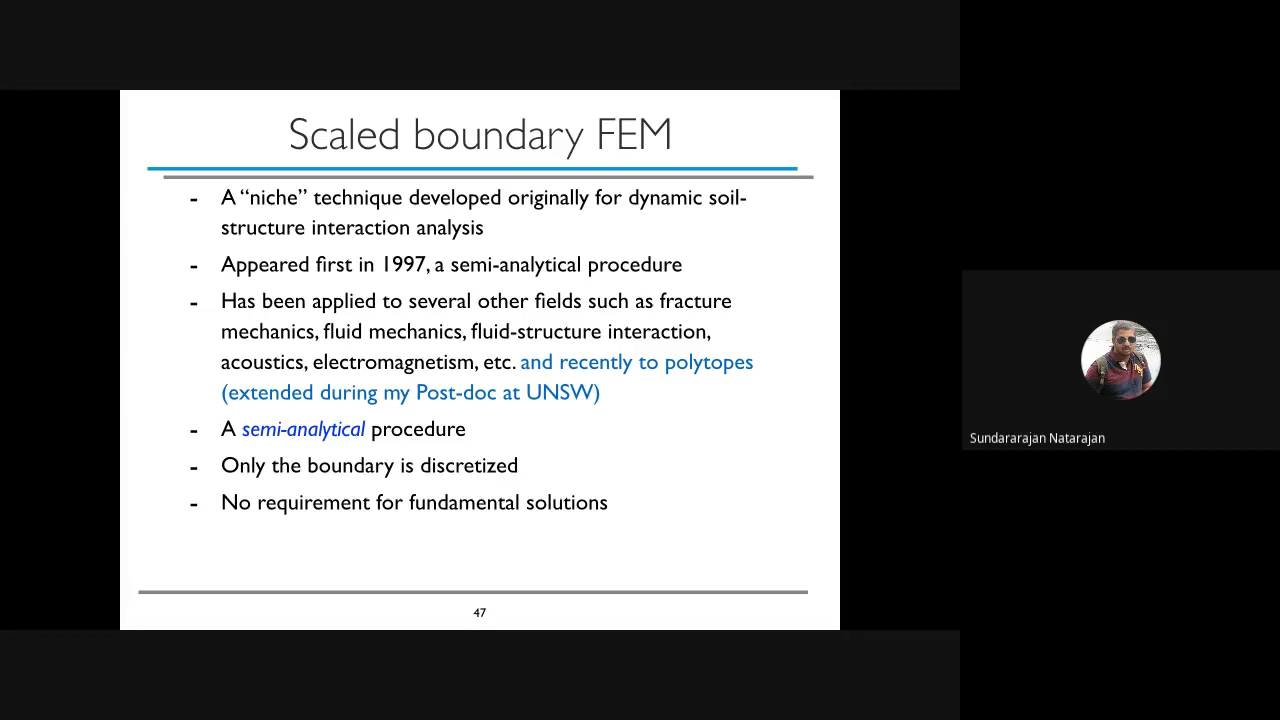 Scaled boundary FEM
- A “niche” technique developed originally for dynamic soil-
structure interaction analysis
- Appeared first in 1997, a semi-analytical procedure
- Has been applied to several other fields such as fracture
mechanics, fluid mechanics, fluid-structure interaction,
acoustics, electromagnetism, etc. and recently to polytopes
(extended during my Post-doc at UNSW)
- A semi-analytical procedure
- Only the boundary is discretized
- No requirement for fundamental solutions
47
Sundararajan Natarajan